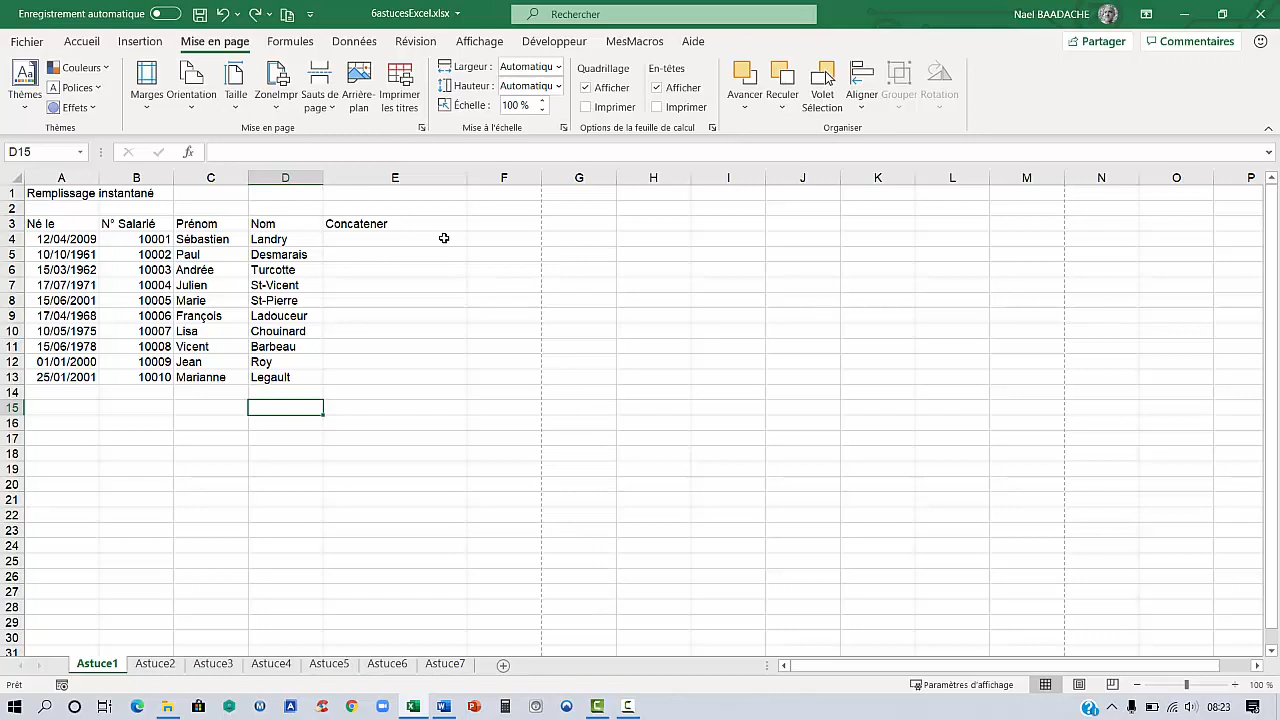 Enregistrement automatique
6astucesExcel.xlsx
Rechercher
Nael BAADACHE
Fichier Accueil Insertion Mise en page Formules Données Révision Affichage Développeur MesMacros Aide Partager Commentaires
Thèmes
Couleurs
Polices
Effets
Thèmes
Marges Orientation Taille ZoneImpr Sauts de page Arrière-plan Imprimer les titres
Mise en page
Largeur: Automatiqu
Hauteur: Automatiqu
Échelle: 100 %
Mise à l'échelle
Quadrillage En-têtes
Afficher Afficher
Imprimer Imprimer
Options de la feuille de calcul
Avancer Reculer Volet Sélection Aligner Grouper Rotation
Organiser
D15 fx
A B C D E F G H I J K L M N O P
1 Remplissage instantané
2
3 Né le N° Salarié Prénom Nom Concatener
4 12/04/2009 10001 Sébastien Landry
5 10/10/1961 10002 Paul Desmarais
6 15/03/1962 10003 Andrée Turcotte
7 17/07/1971 10004 Julien St-Vicent
8 15/06/2001 10005 Marie St-Pierre
9 17/04/1968 10006 François Ladouceur
10 10/05/1975 10007 Lisa Chouinard
11 15/06/1978 10008 Vicent Barbeau
12 01/01/2000 10009 Jean Roy
13 25/01/2001 10010 Marianne Legault
14
15
16
17
18
19
20
21
22
23
24
25
26
27
28
29
30
31
Astuce1 Astuce2 Astuce3 Astuce4 Astuce5 Astuce6 Astuce7
Prêt
Paramètres d'affichage
100 %
08:23